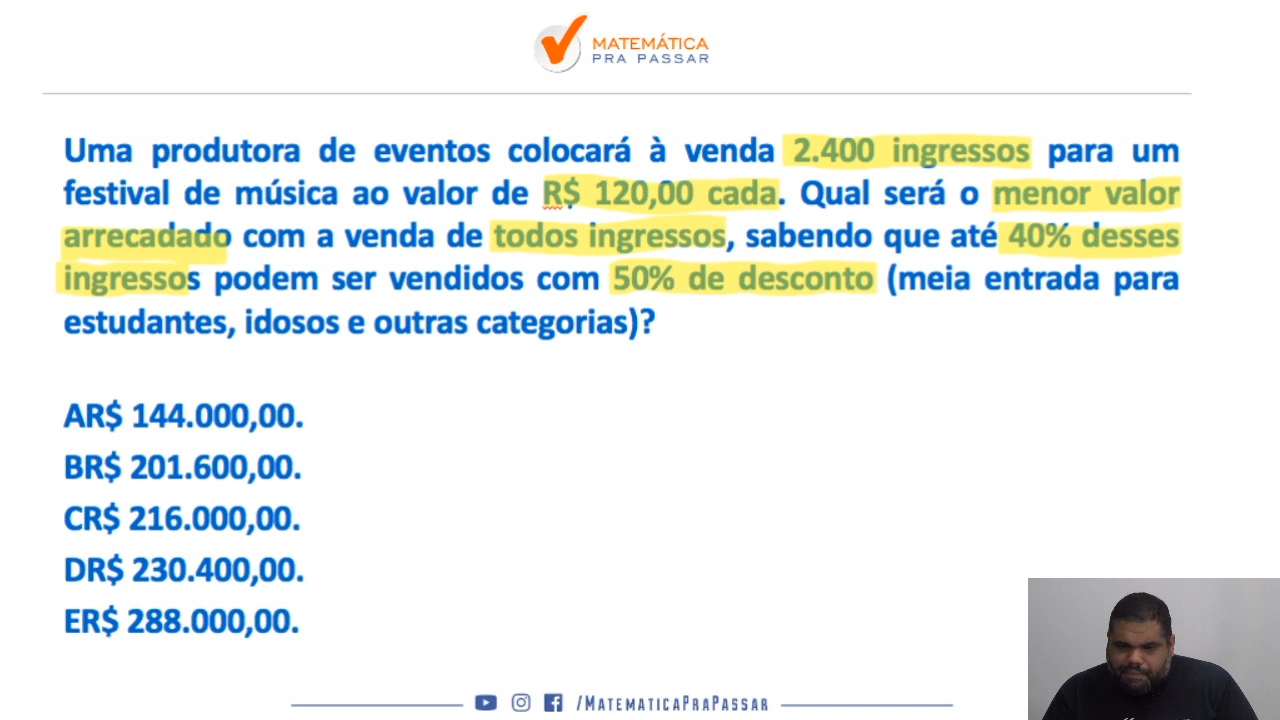 MATEMÁTICA
PRA PASSAR
Uma produtora de eventos colocará à venda 2.400 ingressos para um
festival de música ao valor de R$ 120,00 cada. Qual será o menor valor
arrecadado com a venda de todos ingressos, sabendo que até 40% desses
ingressos podem ser vendidos com 50% de desconto (meia entrada para
estudantes, idosos e outras categorias)?
AR$ 144.000,00.
BR$ 201.600,00.
CR$ 216.000,00.
DR$ 230.400,00.
ER$ 288.000,00.
/MATEMATICAPRAPASSAR